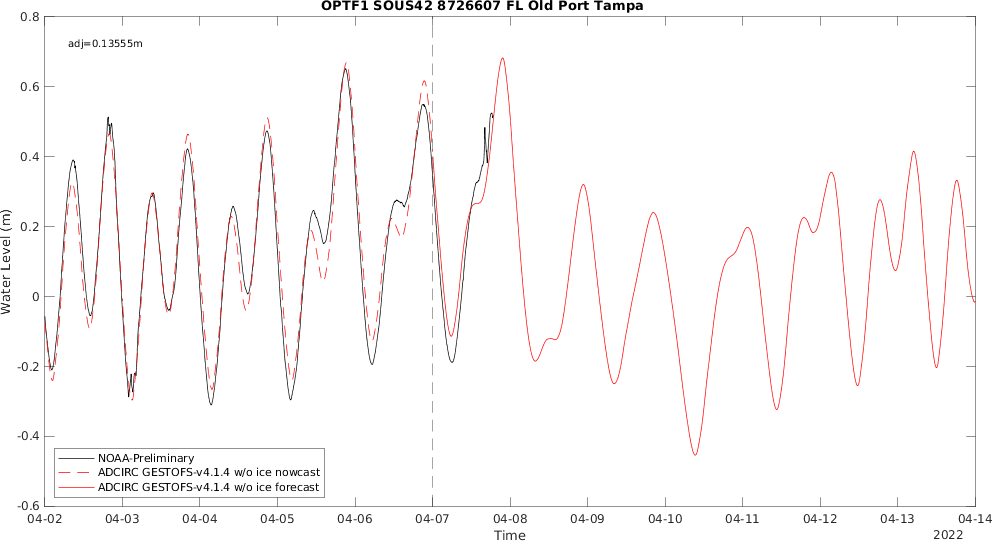 OPTF1 SOUS42 8726607 FL Old Port Tampa
adj=0.13555m
0.8
0.6
0.4
0.2
0
-0.2
-0.4
-0.6
Water Level (m)
NOAA-Preliminary
ADCIRC GESTOFS-v4.1.4 w/o ice nowcast
ADCIRC GESTOFS-v4.1.4 w/o ice forecast
04-02 04-03 04-04 04-05 04-06 04-07 04-08 04-09 04-10 04-11 04-12 04-13 04-14
Time
2022